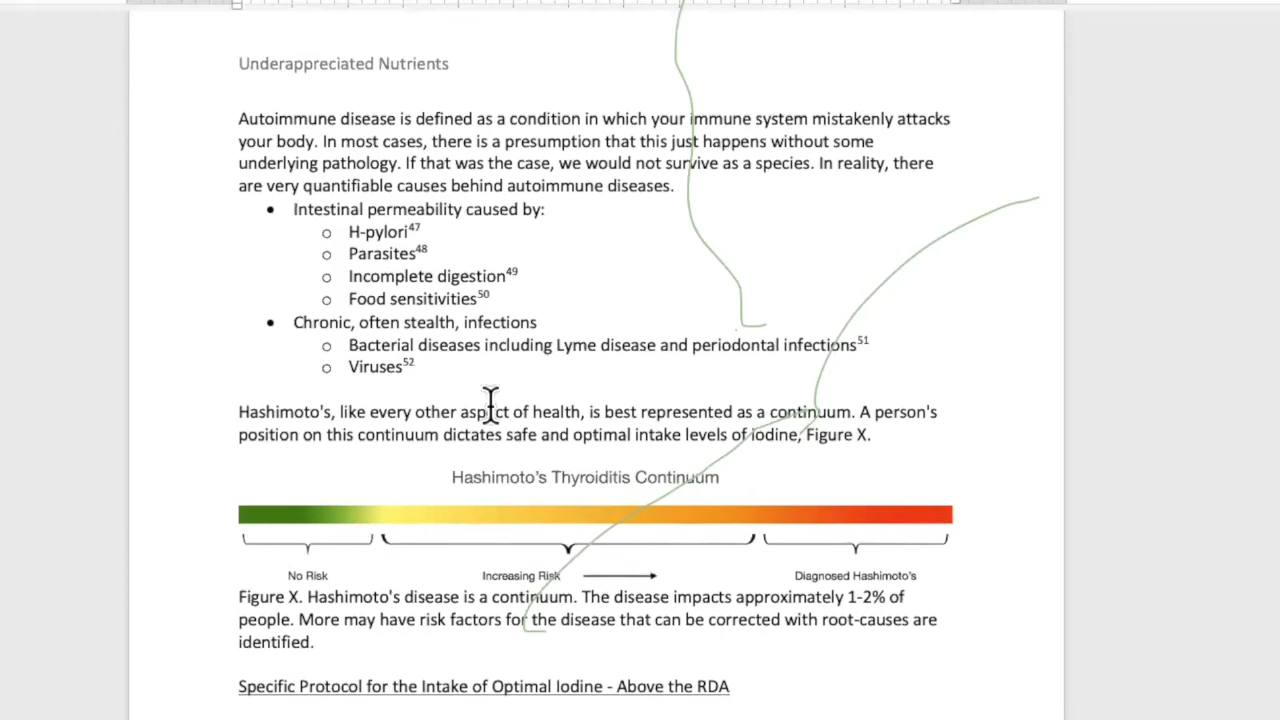 Underappreciated Nutrients
Autoimmune disease is defined as a condition in which your immune system mistakenly attacks
your body. In most cases, there is a presumption that this just happens without some
underlying pathology. If that was the case, we would not survive as a species. In reality, there
are very quantifiable causes behind autoimmune diseases.
• Intestinal permeability caused by:
o H-pylori47
o Parasites48
o Incomplete digestion49
o Food sensitivities50
• Chronic, often stealth, infections
o Bacterial diseases including Lyme disease and periodontal infections51
o Viruses52
Hashimoto's, like every other aspect of health, is best represented as a continuum. A person's
position on this continuum dictates safe and optimal intake levels of iodine, Figure X.
Hashimoto's Thyroiditis Continuum
No Risk Increasing Risk Diagnosed Hashimoto's
Figure X. Hashimoto's disease is a continuum. The disease impacts approximately 1-2% of
people. More may have risk factors for the disease that can be corrected with root-causes are
identified.
Specific Protocol for the Intake of Optimal Iodine - Above the RDA